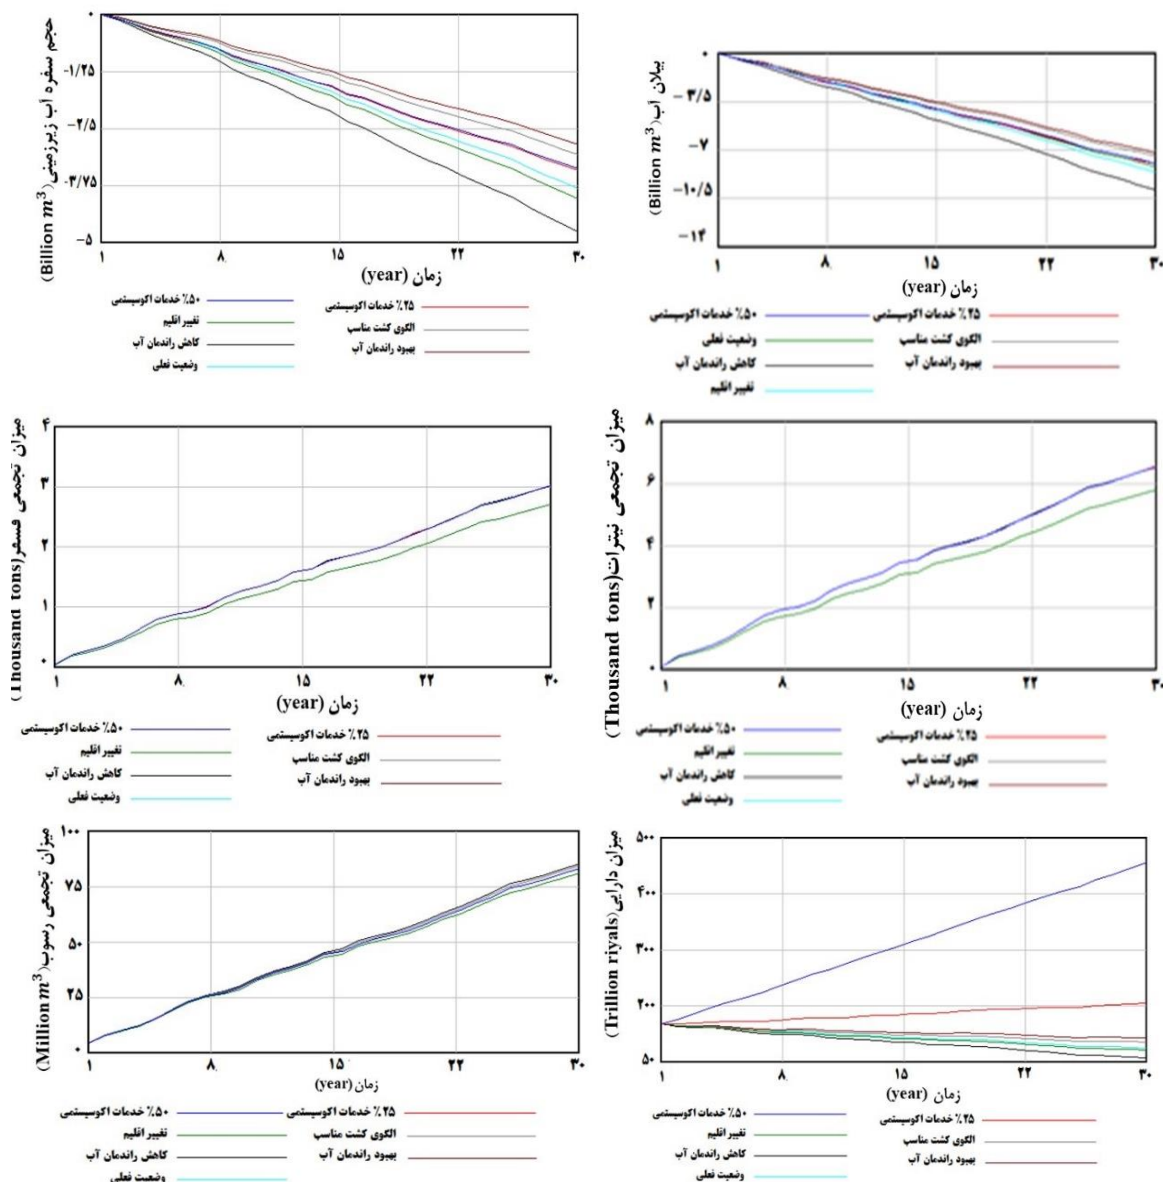 حجم سفره آب زیرزمینی(Billion m³)
۰
-۱/۲۵
-۲/۵
-۳/۷۵
-۵
۱
۸
۱۵
۲۲
۳۰
زمان (year)
۵۰٪ خدمات اکوسیستمی
تغییر اقلیم
کاهش راندمان آب
وضعیت فعلی
۲۵٪ خدمات اکوسیستمی
الگوی کشت مناسب
بهبود راندمان آب
بیلان آب(Billion m³)
۰
-۳/۵
-۷
-۱۰/۵
-۱۴
۱
۸
۱۵
۲۲
۳۰
زمان (year)
۵۰٪ خدمات اکوسیستمی
وضعیت فعلی
کاهش راندمان آب
تغییر اقلیم
۲۵٪ خدمات اکوسیستمی
الگوی کشت مناسب
بهبود راندمان آب
میزان تجمعی فسفر(Thousand tons)
۴
۳
۲
۱
۰
۱
۸
۱۵
۲۲
۳۰
زمان (year)
۵۰٪ خدمات اکوسیستمی
تغییر اقلیم
کاهش راندمان آب
وضعیت فعلی
۲۵٪ خدمات اکوسیستمی
الگوی کشت مناسب
بهبود راندمان آب
میزان تجمعی نیترات(Thousand tons)
۸
۶
۴
۲
۰
۱
۸
۱۵
۲۲
۳۰
زمان (year)
۵۰٪ خدمات اکوسیستمی
تغییر اقلیم
کاهش راندمان آب
وضعیت فعلی
۲۵٪ خدمات اکوسیستمی
الگوی کشت مناسب
بهبود راندمان آب
میزان تجمعی رسوب(Million m³)
۱۰۰
۷۵
۵۰
۲۵
۰
۱
۸
۱۵
۲۲
۳۰
زمان (year)
۵۰٪ خدمات اکوسیستمی
تغییر اقلیم
کاهش راندمان آب
وضعیت فعلی
۲۵٪ خدمات اکوسیستمی
الگوی کشت مناسب
بهبود راندمان آب
میزان دارایی(Trillion riyals)
۵۰۰
۴۰۰
۳۰۰
۲۰۰
۵۰
۱
۸
۱۵
۲۲
۳۰
زمان (year)
۵۰٪ خدمات اکوسیستمی
تغییر اقلیم
کاهش راندمان آب
وضعیت فعلی
۲۵٪ خدمات اکوسیستمی
الگوی کشت مناسب
بهبود راندمان آب